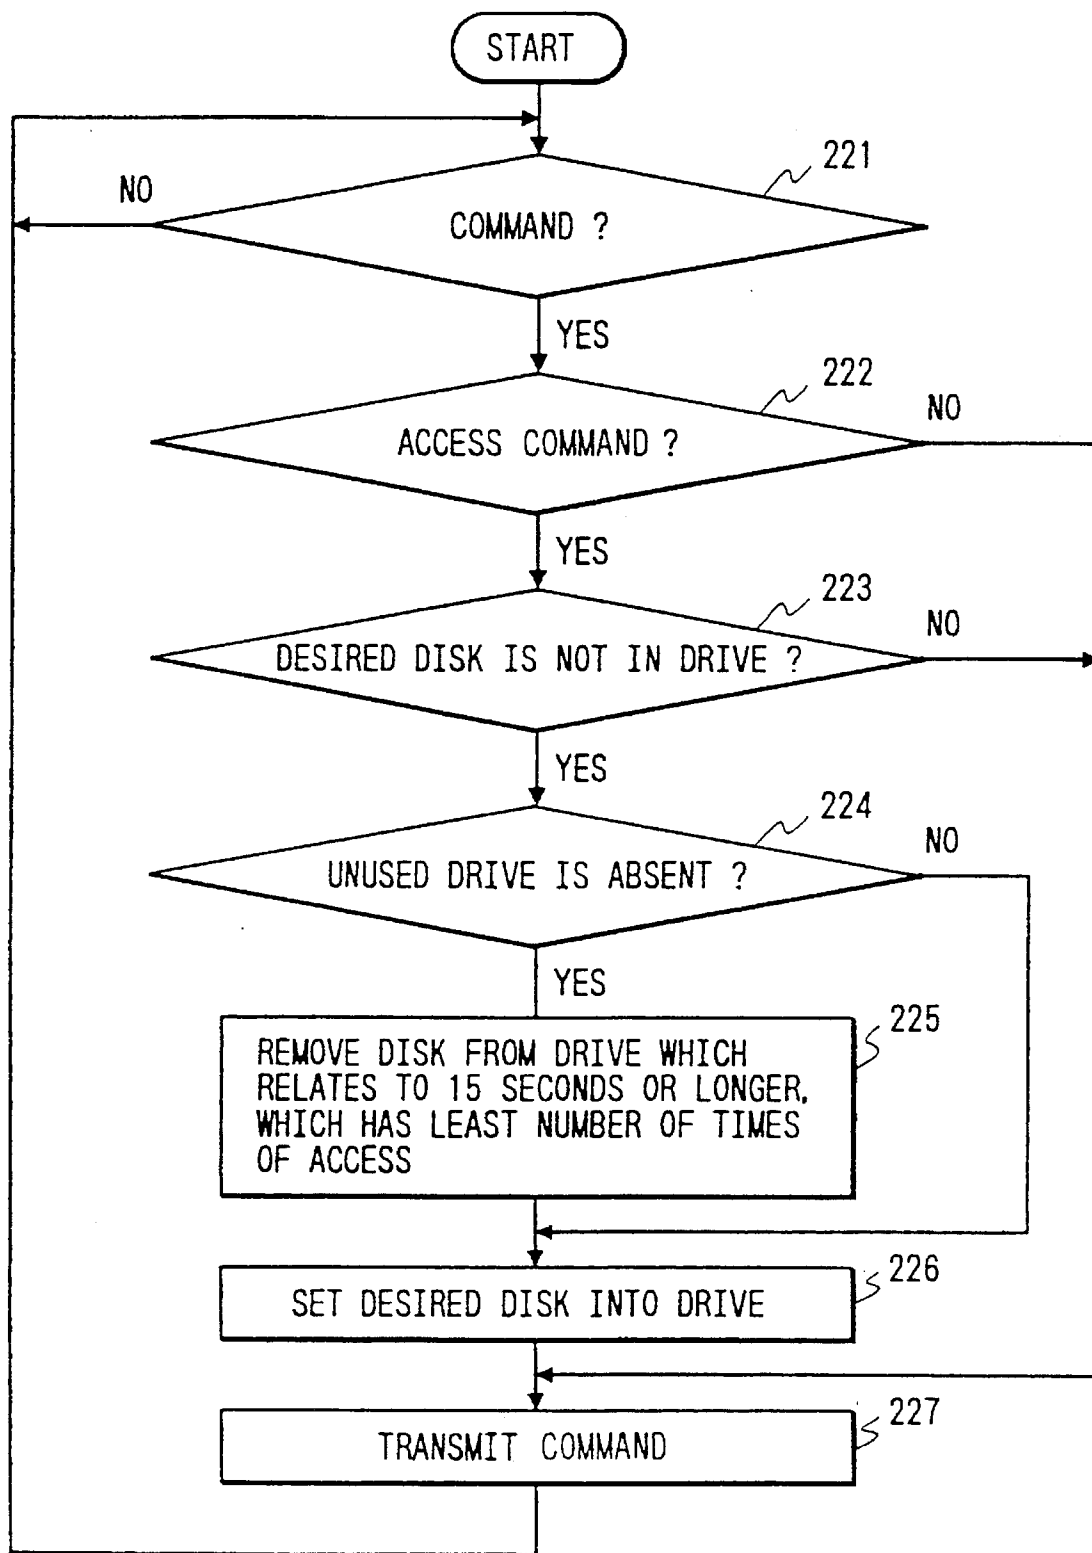 START
221
NO
COMMAND ?
YES
222
NO
ACCESS COMMAND ?
YES
223
NO
DESIRED DISK IS NOT IN DRIVE ?
YES
224
NO
UNUSED DRIVE IS ABSENT ?
YES
225
REMOVE DISK FROM DRIVE WHICH
RELATES TO 15 SECONDS OR LONGER,
WHICH HAS LEAST NUMBER OF TIMES
OF ACCESS
226
SET DESIRED DISK INTO DRIVE
227
TRANSMIT COMMAND